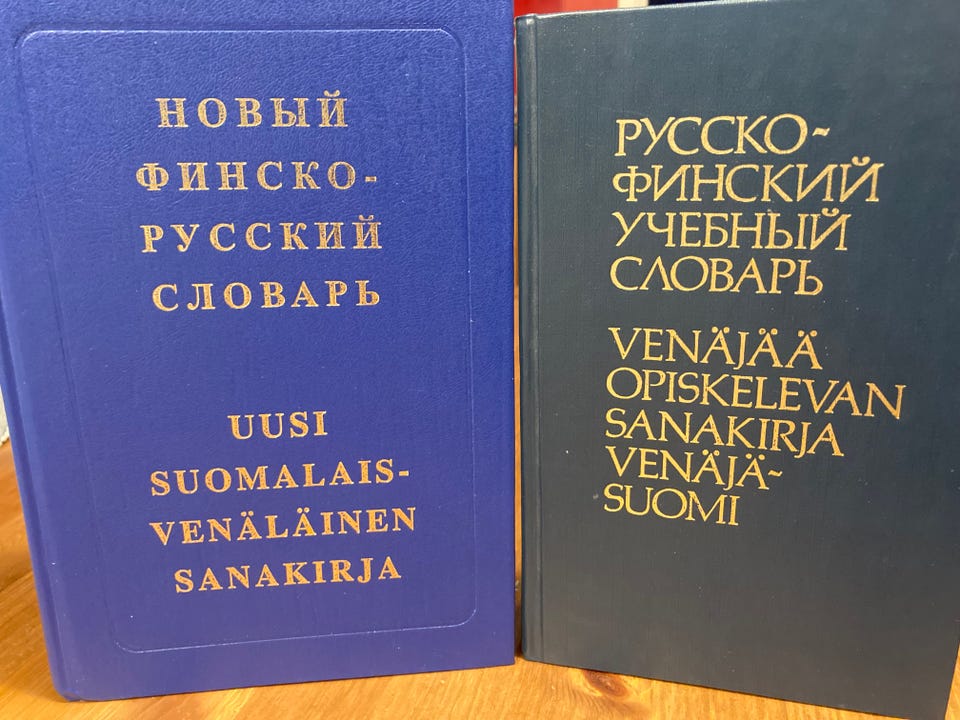 НОВЫЙ
ФИНСКО-
РУССКИЙ
СЛОВАРЬ
UUSI
SUOMALAIS-
VENÄLÄINEN
SANAKIRJA
РУССКО-
ФИНСКИЙ
УЧЕБНЫЙ
СЛОВАРЬ
VENÄJÄÄ
OPISKELEVAN
SANAKIRJA
VENÄJÄ-
SUOMI